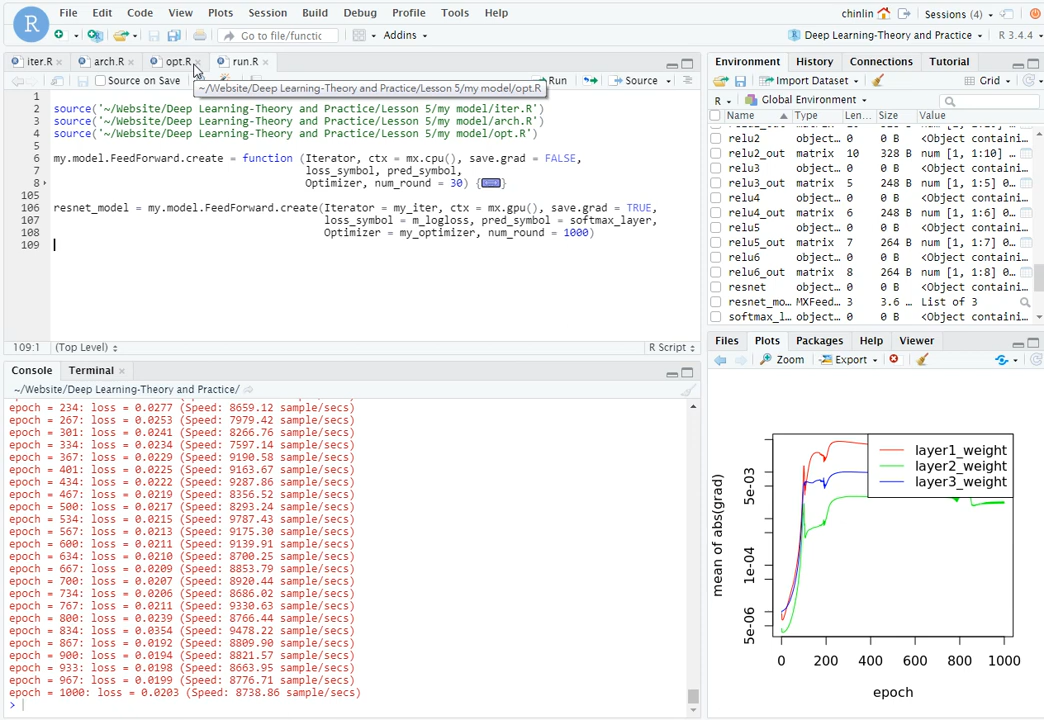 R File Edit Code View Plots Session Build Debug Profile Tools Help chinlin Sessions (4)
Go to file/functic Addins Deep Learning-Theory and Practice R 3.4.4
iter.R arch.R opt.R run.R
Source on Save Run Source
~/Website/Deep Learning-Theory and Practice/Lesson 5/my model/opt.R
1
2 source('~/Website/Deep Learning-Theory and Practice/Lesson 5/my model/iter.R')
3 source('~/Website/Deep Learning-Theory and Practice/Lesson 5/my model/arch.R')
4 source('~/Website/Deep Learning-Theory and Practice/Lesson 5/my model/opt.R')
5
6 my.model.FeedForward.create = function (Iterator, ctx = mx.cpu(), save.grad = FALSE,
7 loss_symbol, pred_symbol,
8 Optimizer, num_round = 30) {}
105
106 resnet_model = my.model.FeedForward.create(Iterator = my_iter, ctx = mx.gpu(), save.grad = TRUE,
107 loss_symbol = m_logloss, pred_symbol = softmax_layer,
108 Optimizer = my_optimizer, num_round = 1000)
109
109:1 (Top Level) R Script
Console Terminal
~/Website/Deep Learning-Theory and Practice/
epoch = 234: loss = 0.0277 (Speed: 8659.12 sample/secs)
epoch = 267: loss = 0.0253 (Speed: 7979.42 sample/secs)
epoch = 301: loss = 0.0241 (Speed: 8266.76 sample/secs)
epoch = 334: loss = 0.0234 (Speed: 7597.14 sample/secs)
epoch = 367: loss = 0.0229 (Speed: 9190.58 sample/secs)
epoch = 401: loss = 0.0225 (Speed: 9163.67 sample/secs)
epoch = 434: loss = 0.0222 (Speed: 9287.86 sample/secs)
epoch = 467: loss = 0.0219 (Speed: 8356.52 sample/secs)
epoch = 500: loss = 0.0217 (Speed: 8293.24 sample/secs)
epoch = 534: loss = 0.0215 (Speed: 9787.43 sample/secs)
epoch = 567: loss = 0.0213 (Speed: 9175.30 sample/secs)
epoch = 600: loss = 0.0211 (Speed: 9139.91 sample/secs)
epoch = 634: loss = 0.0210 (Speed: 8700.25 sample/secs)
epoch = 667: loss = 0.0209 (Speed: 8853.79 sample/secs)
epoch = 700: loss = 0.0207 (Speed: 8920.44 sample/secs)
epoch = 734: loss = 0.0206 (Speed: 8686.02 sample/secs)
epoch = 767: loss = 0.0211 (Speed: 9330.63 sample/secs)
epoch = 800: loss = 0.0239 (Speed: 8766.44 sample/secs)
epoch = 834: loss = 0.0354 (Speed: 9478.22 sample/secs)
epoch = 867: loss = 0.0192 (Speed: 8809.90 sample/secs)
epoch = 900: loss = 0.0194 (Speed: 8821.57 sample/secs)
epoch = 933: loss = 0.0198 (Speed: 8663.95 sample/secs)
epoch = 967: loss = 0.0199 (Speed: 8776.71 sample/secs)
epoch = 1000: loss = 0.0203 (Speed: 8738.86 sample/secs)
>
Environment History Connections Tutorial
Import Dataset Grid
R Global Environment
Name Type Len... Size Value
relu2 object... 0 0 B <Object containi...
relu2_out matrix 10 328 B num [1, 1:10] ...
relu3 object... 0 0 B <Object containi...
relu3_out matrix 5 248 B num [1, 1:5] 0...
relu4 object... 0 0 B <Object containi...
relu4_out matrix 6 248 B num [1, 1:6] 0...
relu5 object... 0 0 B <Object containi...
relu5_out matrix 7 264 B num [1, 1:7] 0...
relu6 object... 0 0 B <Object containi...
relu6_out matrix 8 264 B num [1, 1:8] 0...
resnet object... 0 0 B <Object containi...
resnet_mo... MXFeed... 3 3.6 ... List of 3
softmax_l... object... 0 0 B <Object containi...
Files Plots Packages Help Viewer
Zoom Export
layer1_weight
layer2_weight
layer3_weight
mean of abs(grad)
5e-03
1e-04
5e-06
0 200 400 600 800 1000
epoch